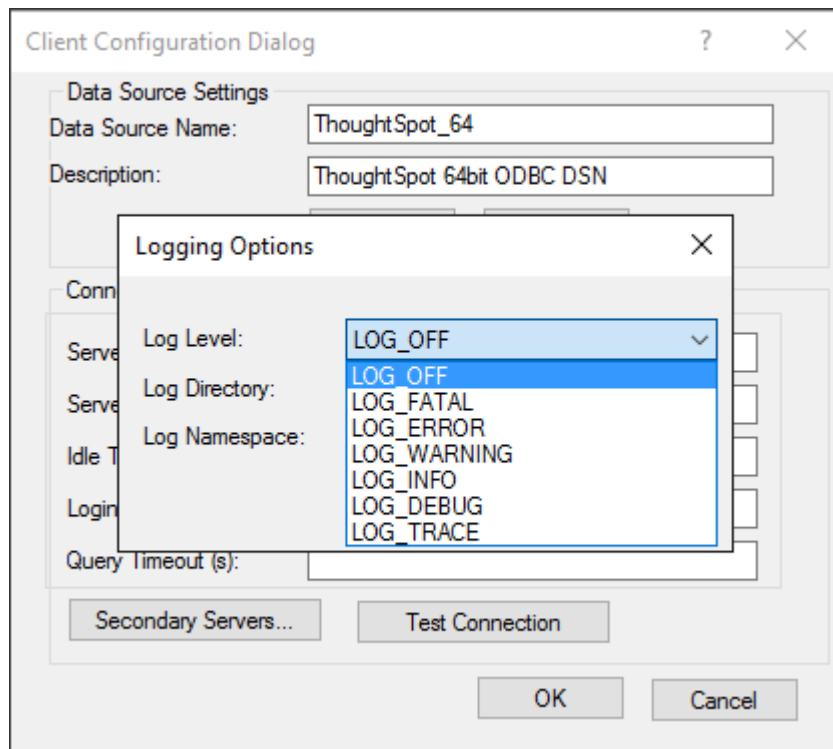 Client Configuration Dialog
Data Source Settings
Data Source Name:
ThoughtSpot_64
Description:
ThoughtSpot 64bit ODBC DSN
Logging Options
Log Level:
LOG_OFF
LOG_OFF
LOG_FATAL
Log Directory:
LOG_ERROR
Log Namespace:
LOG_WARNING
LOG_INFO
LOG_DEBUG
LOG_TRACE
Query Timeout (s):
Secondary Servers...
Test Connection
OK
Cancel